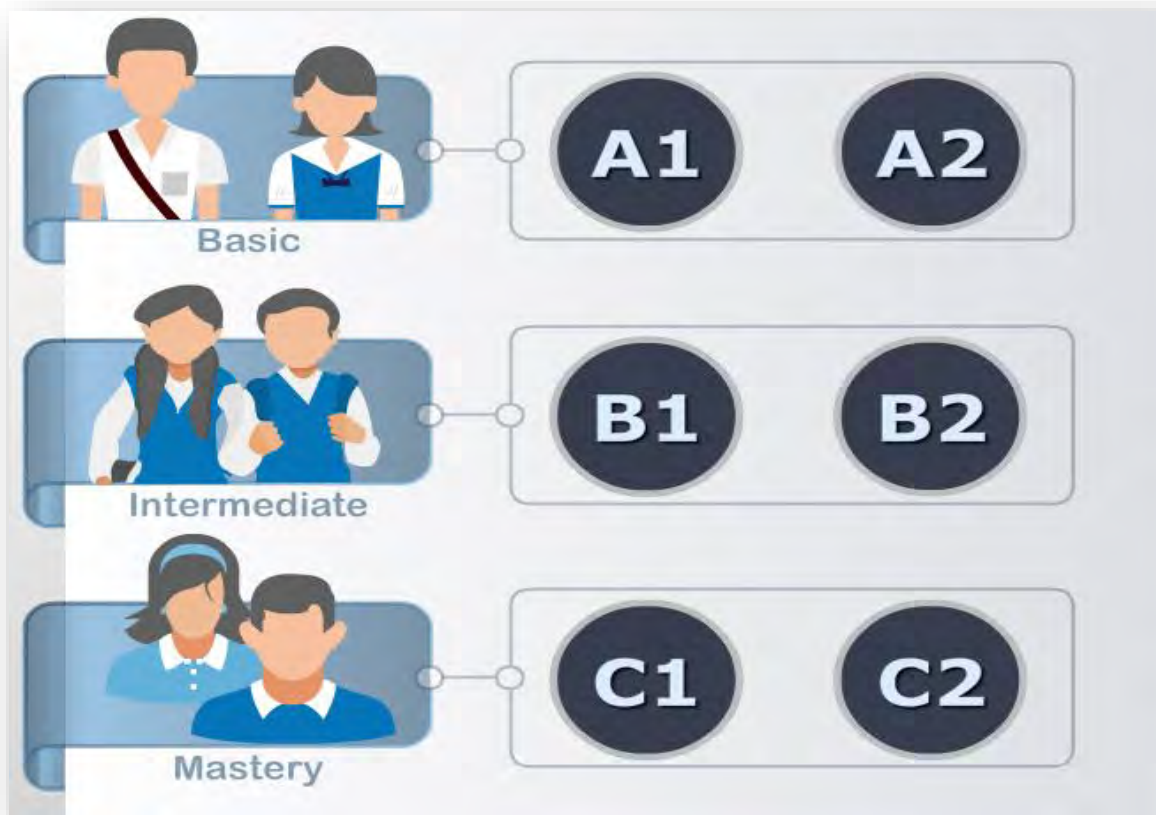 A1 A2
Basic
B1 B2
Intermediate
C1 C2
Mastery